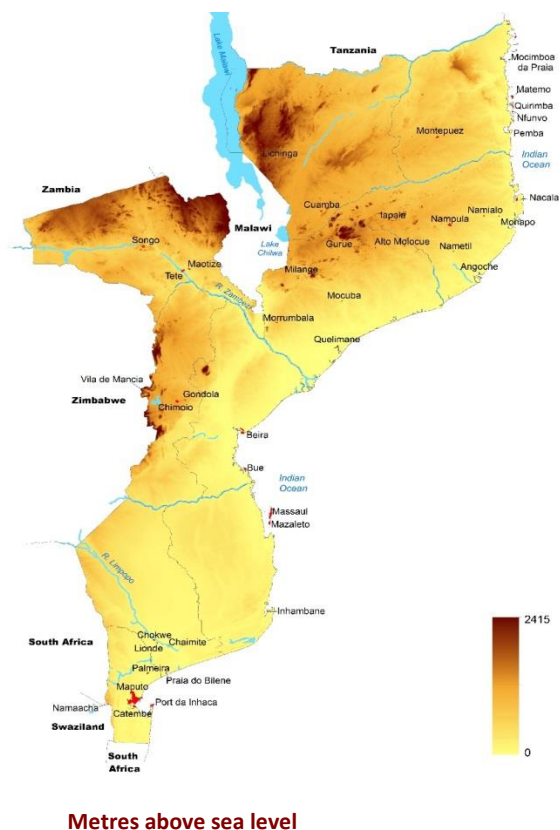 Tanzania
Lake Malawi
Mocimboa
da Praia
Matemo
Quirimba
Nfunvo
Montepuez
Pemba
Indian
Ocean
Lichinga
Zambia
Cuamba
Nacala
Iapala
Namialo
Nampula
Monapo
Malawi
Lake
Chilwa
Gurue
Alto Molocue
Nametil
Songo
Maotize
Tete
Milange
Angoche
R. Zambezi
Mocuba
Morrumbala
Quelimane
Vila de Mancia
Gondola
Zimbabwe
Chimoio
Beira
Bue
Indian
Ocean
Massaul
Mazaleto
R. Limpopo
Inhambane
2415
South Africa
Chokwe
Chaimite
Lionde
Palmeira
Praia do Bilene
Maputo
Port da Inhaca
Namaacha
Catembe
Swaziland
0
South
Africa
Metres above sea level